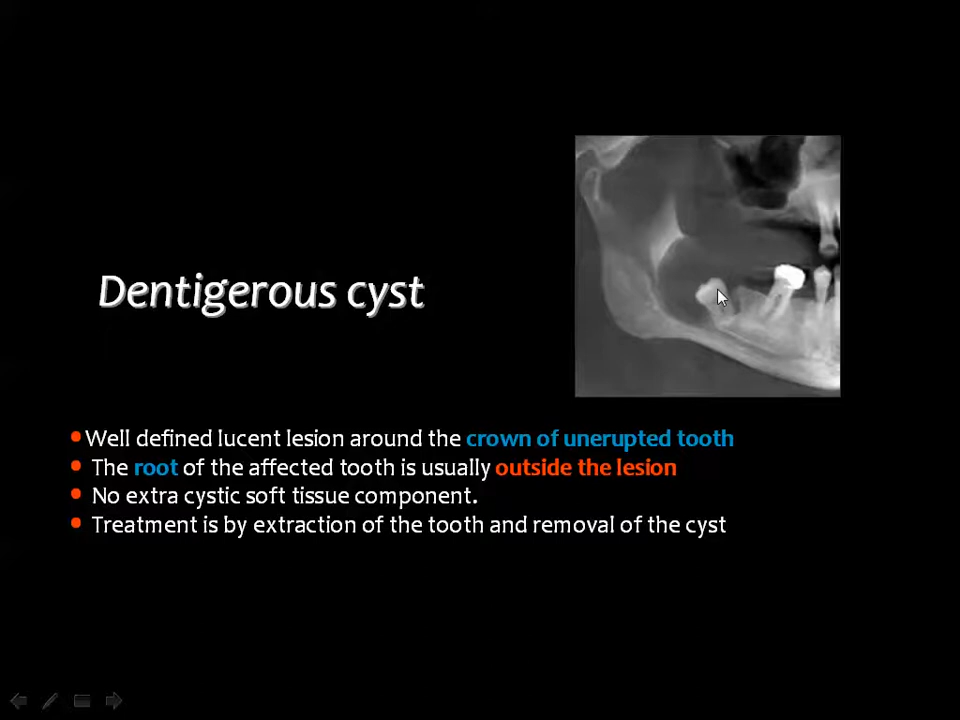 Dentigerous cyst
•Well defined lucent lesion around the crown of unerupted tooth
• The root of the affected tooth is usually outside the lesion
• No extra cystic soft tissue component.
• Treatment is by extraction of the tooth and removal of the cyst